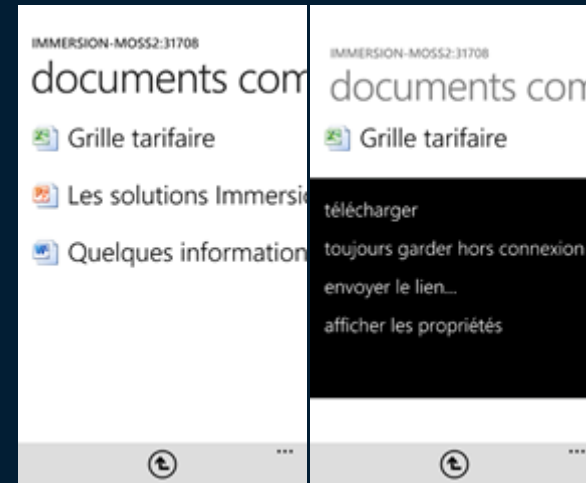 IMMERSION-MOSS2:31708
documents com
Grille tarifaire
Les solutions Immersi
Quelques information
IMMERSION-MOSS2:31708
documents com
Grille tarifaire
télécharger
toujours garder hors connexion
envoyer le lien...
afficher les propriétés